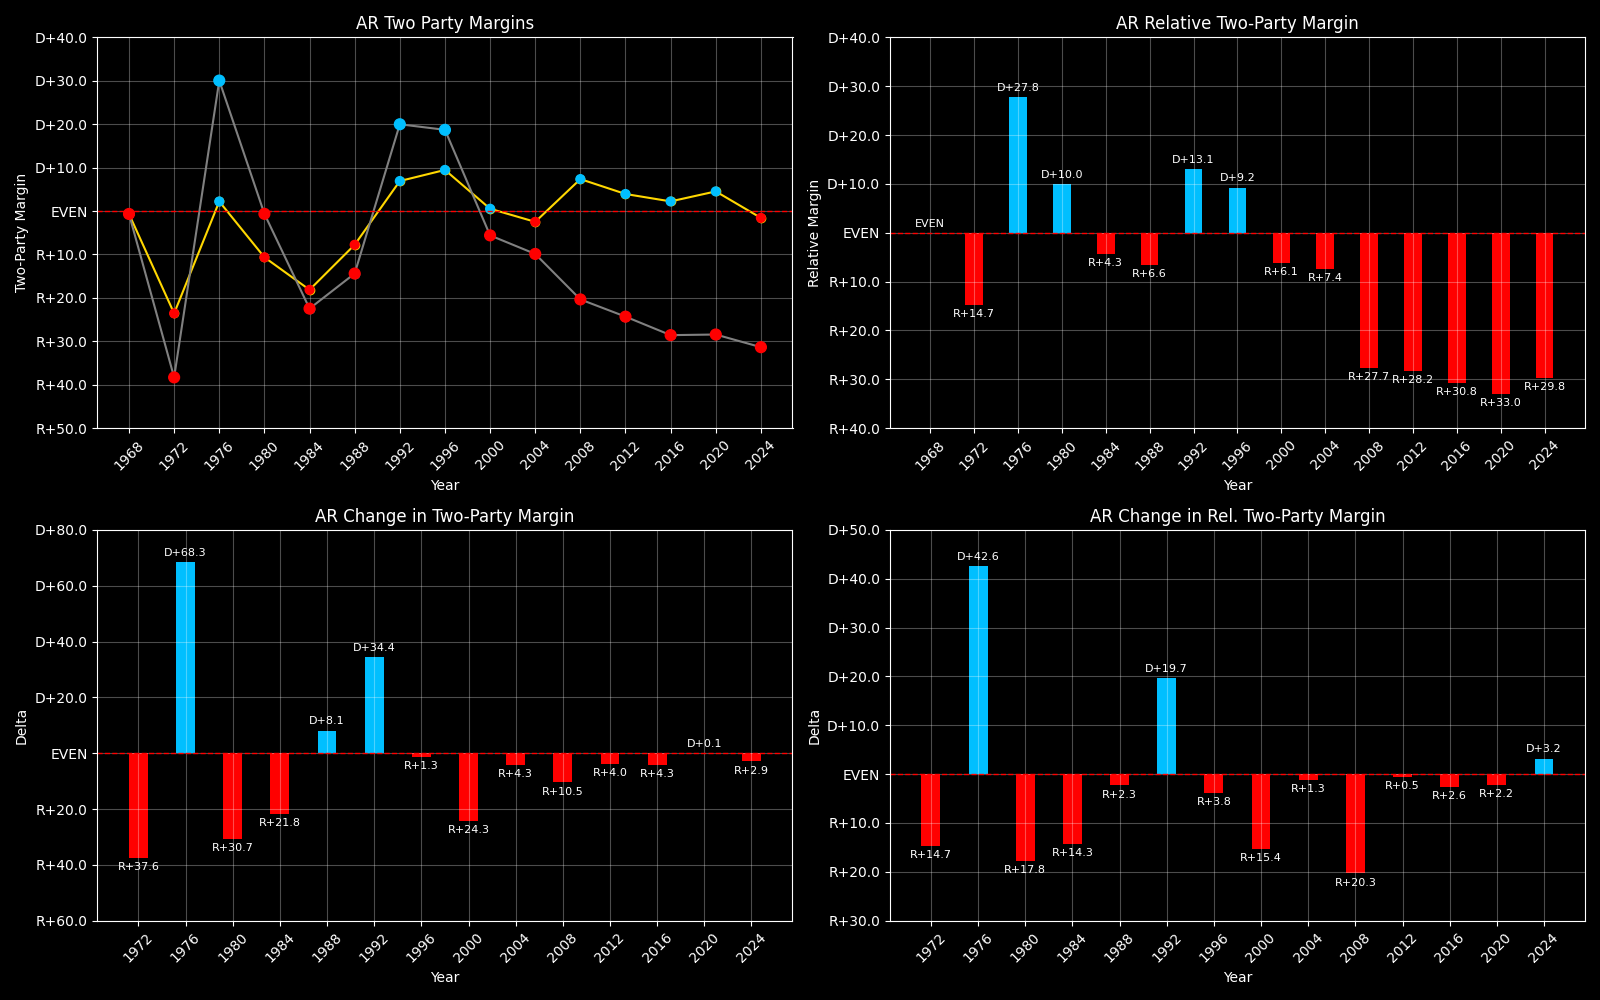 AR Two Party Margins
D+40.0
D+30.0
D+20.0
D+10.0
EVEN
R+10.0
R+20.0
R+30.0
R+40.0
R+50.0
Two-Party Margin
1968 1972 1976 1980 1984 1988 1992 1996 2000 2004 2008 2012 2016 2020 2024
Year
AR Relative Two-Party Margin
D+40.0
D+30.0
D+20.0
D+10.0
EVEN
R+10.0
R+20.0
R+30.0
R+40.0
Relative Margin
EVEN
R+14.7
D+27.8
D+10.0
R+4.3
R+6.6
D+13.1
D+9.2
R+6.1
R+7.4
R+27.7
R+28.2
R+30.8
R+33.0
R+29.8
1968 1972 1976 1980 1984 1988 1992 1996 2000 2004 2008 2012 2016 2020 2024
Year
AR Change in Two-Party Margin
D+80.0
D+60.0
D+40.0
D+20.0
EVEN
R+20.0
R+40.0
R+60.0
Delta
R+37.6
D+68.3
R+30.7
R+21.8
D+8.1
D+34.4
R+1.3
R+24.3
R+4.3
R+10.5
R+4.0
R+4.3
D+0.1
R+2.9
1972 1976 1980 1984 1988 1992 1996 2000 2004 2008 2012 2016 2020 2024
Year
AR Change in Rel. Two-Party Margin
D+50.0
D+40.0
D+30.0
D+20.0
D+10.0
EVEN
R+10.0
R+20.0
R+30.0
Delta
R+14.7
D+42.6
R+17.8
R+14.3
R+2.3
D+19.7
R+3.8
R+15.4
R+1.3
R+20.3
R+0.5
R+2.6
R+2.2
D+3.2
1972 1976 1980 1984 1988 1992 1996 2000 2004 2008 2012 2016 2020 2024
Year